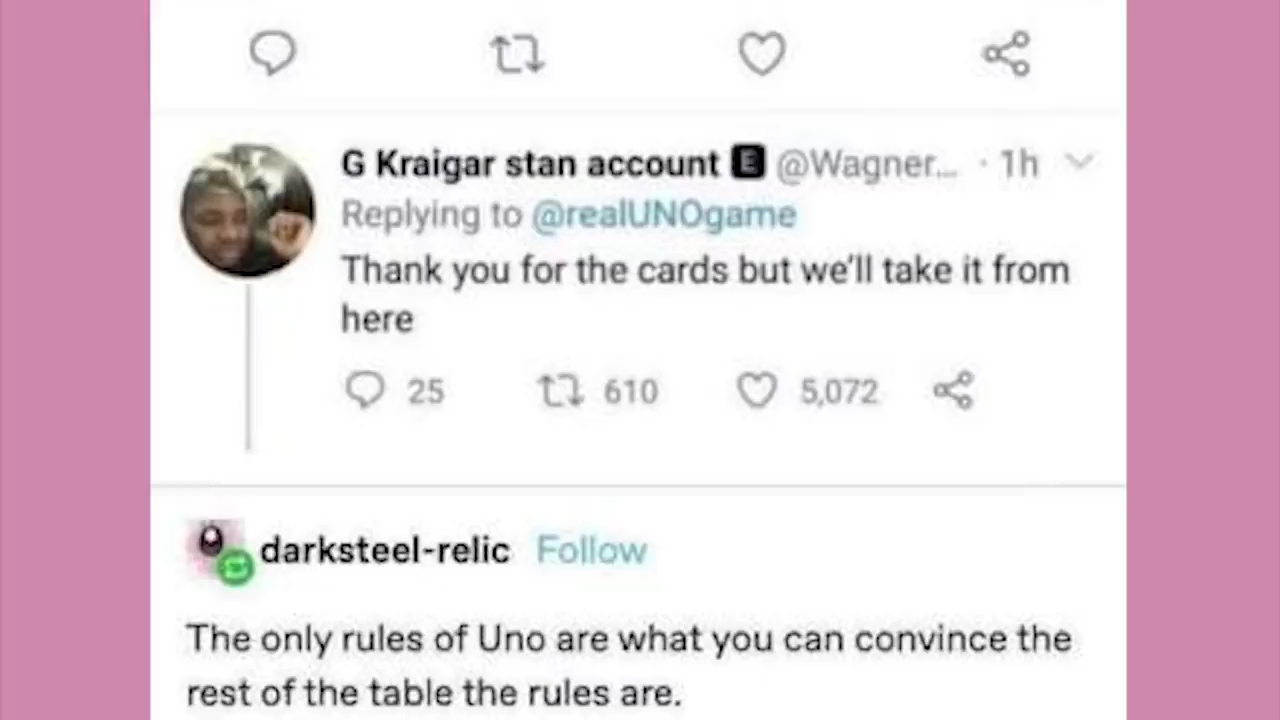 G Kraigar stan account E @Wagner... · 1h
Replying to @realUNOgame
Thank you for the cards but we'll take it from
here
25 610 5,072
darksteel-relic Follow
The only rules of Uno are what you can convince the
rest of the table the rules are.